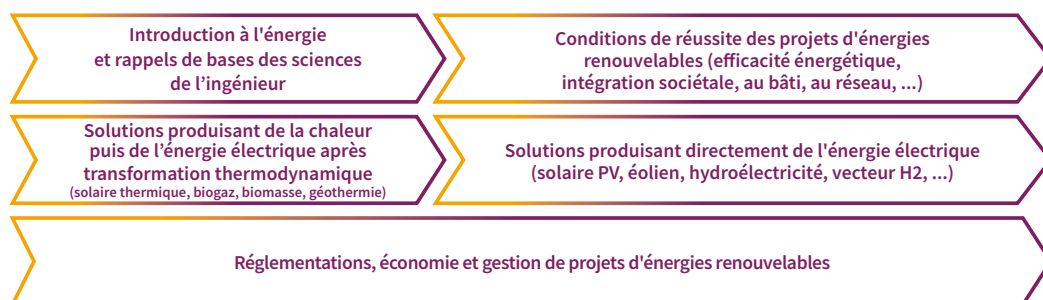 Introduction à l'énergie
et rappels de bases des sciences
de l'ingénieur
Conditions de réussite des projets d'énergies
renouvelables (efficacité énergétique,
intégration sociétale, au bâti, au réseau, ...)
Solutions produisant de la chaleur
puis de l'énergie électrique après
transformation thermodynamique
(solaire thermique, biogaz, biomasse, géothermie)
Solutions produisant directement de l'énergie électrique
(solaire PV, éolien, hydroélectricité, vecteur H2, ...)
Réglementations, économie et gestion de projets d'énergies renouvelables